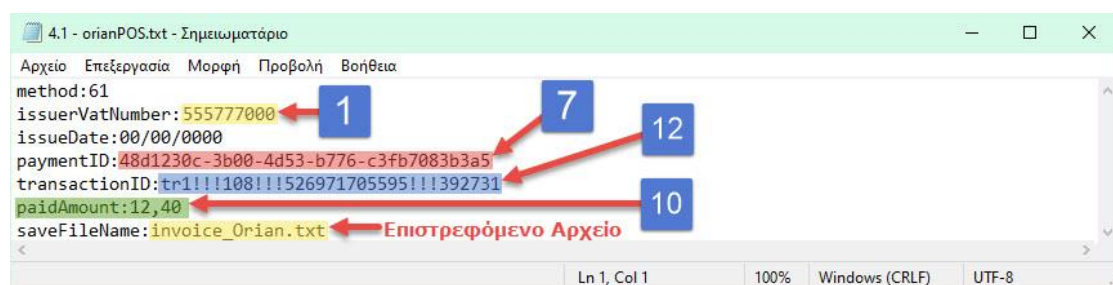 4.1 - orianPOS.txt - Σημειωματάριο
Αρχείο Επεξεργασία Μορφή Προβολή Βοήθεια
method:61
issuerVatNumber:555777000
1
7
issueDate:00/00/0000
12
paymentID:48d1230c-3b00-4d53-b776-c3fb7083b3a5
transactionID:tr1!!!108!!!526971705595!!!392731
paidAmount:12,40
10
saveFileName:invoice_Orian.txt
Επιστρεφόμενο Αρχείο
Ln 1, Col 1 100% Windows (CRLF) UTF-8